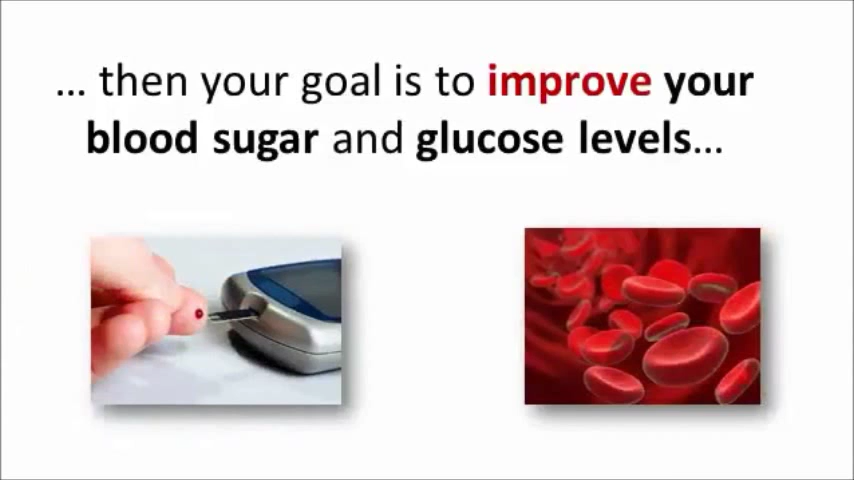 ... then your goal is to improve your
blood sugar and glucose levels...